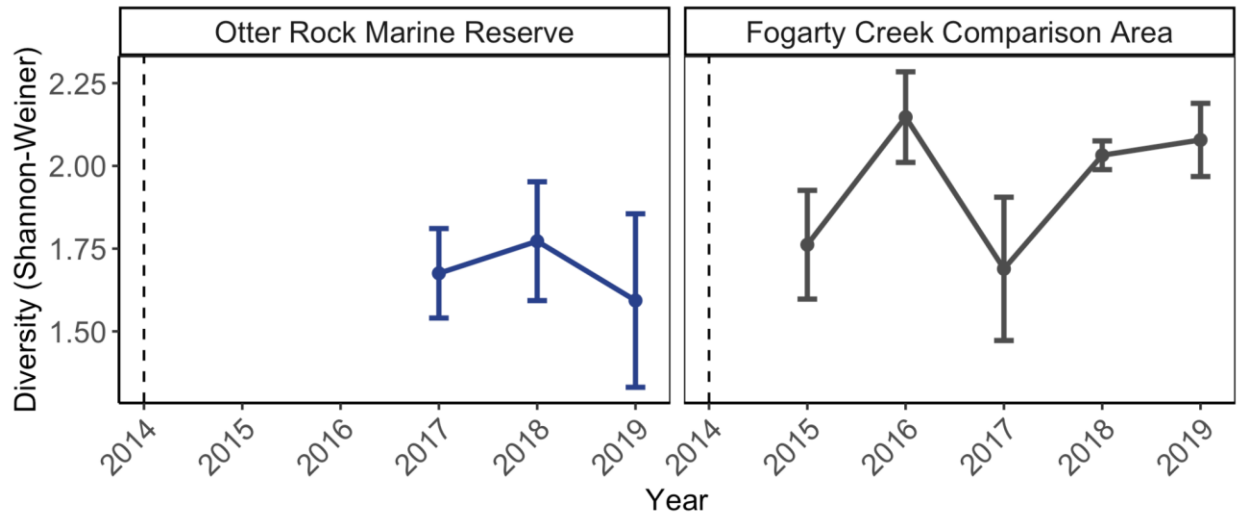 Otter Rock Marine Reserve
Fogarty Creek Comparison Area
Diversity (Shannon-Weiner)
2.25
2.00
1.75
1.50
2014 2015 2016 2017 2018 2019
2014 2015 2016 2017 2018 2019
Year